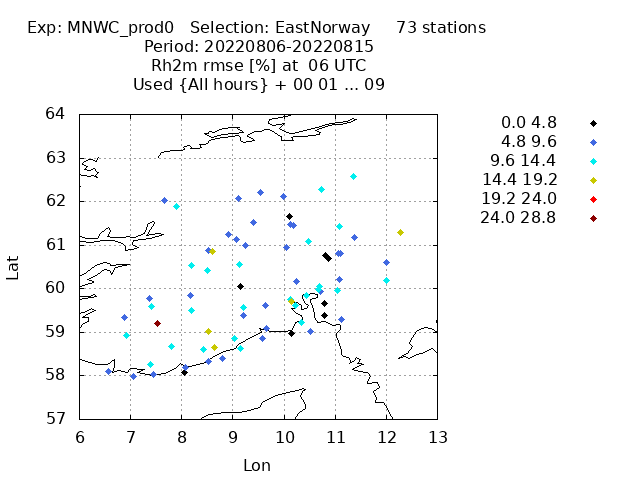 Exp: MNWC_prod0 Selection: EastNorway 73 stations
Period: 20220806-20220815
Rh2m rmse [%] at 06 UTC
Used {All hours} + 00 01 ... 09
64
63
62
61
60
59
58
57
6 7 8 9 10 11 12 13
Lat
Lon
0.0 4.8
4.8 9.6
9.6 14.4
14.4 19.2
19.2 24.0
24.0 28.8